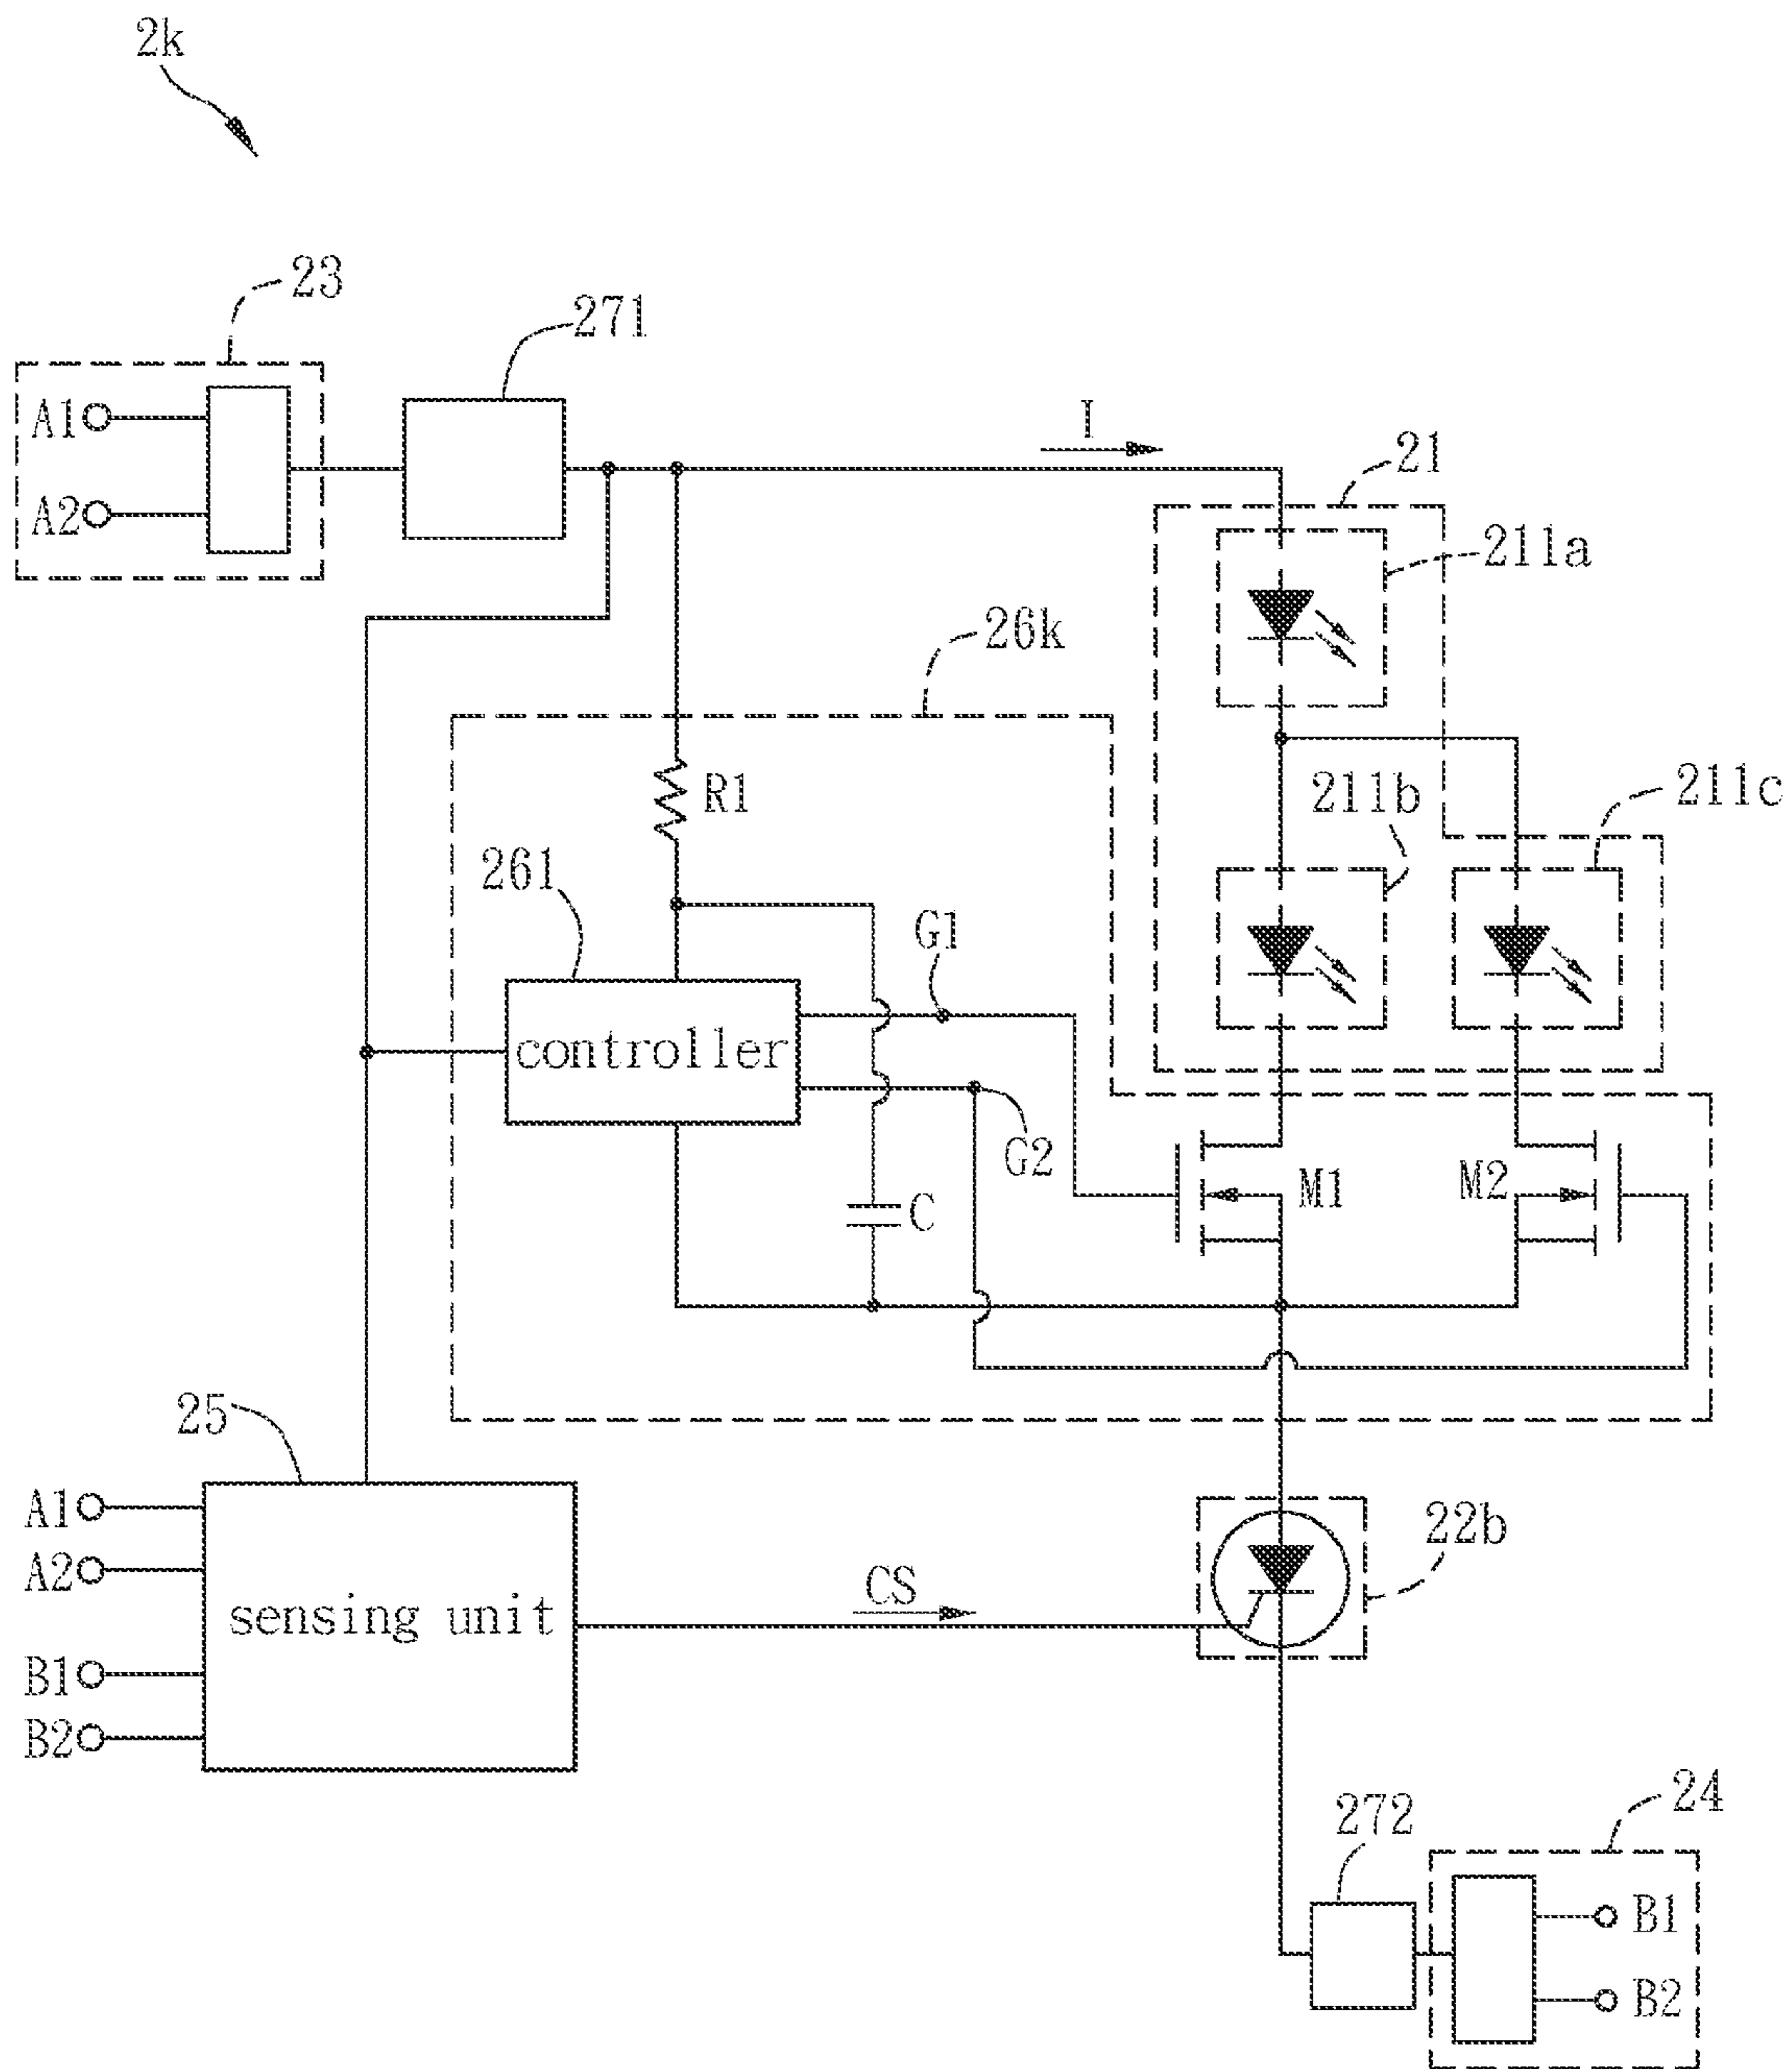 2k
23
271
A1
A2
I
21
211a
26k
R1
211b
211c
261
G1
controller
G2
M1
M2
C
25
A1
A2
sensing unit
B1
B2
CS
22b
272
24
B1
B2